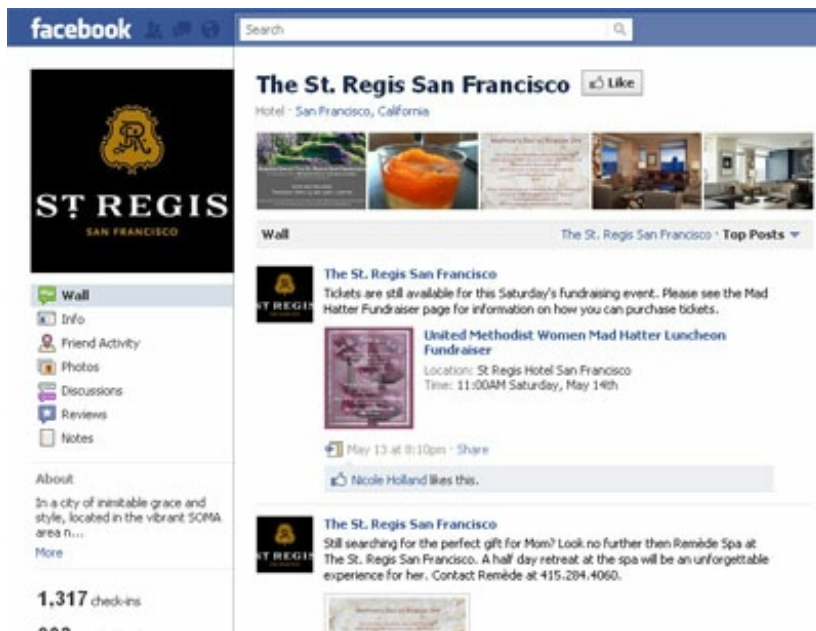 facebook
Search
ST REGIS
SAN FRANCISCO
Wall
Info
Friend Activity
Photos
Discussions
Reviews
Notes
About
In a city of inimitable grace and
style, located in the vibrant SOMA
area n...
More
1,317 check-ins
The St. Regis San Francisco
Like
Hotel · San Francisco, California
Wall
The St. Regis San Francisco · Top Posts
The St. Regis San Francisco
Tickets are still available for this Saturday's fundraising event. Please see the Mad
Hatter Fundraiser page for information on how you can purchase tickets.
United Methodist Women Mad Hatter Luncheon
Fundraiser
Location: St Regis Hotel San Francisco
Time: 11:00AM Saturday, May 14th
May 13 at 8:10pm · Share
Nicole Holland likes this.
The St. Regis San Francisco
Still searching for the perfect gift for Mom? Look no further then Remède Spa at
The St. Regis San Francisco. A half day retreat at the spa will be an unforgettable
experience for her. Contact Remède at 415.284.4060.